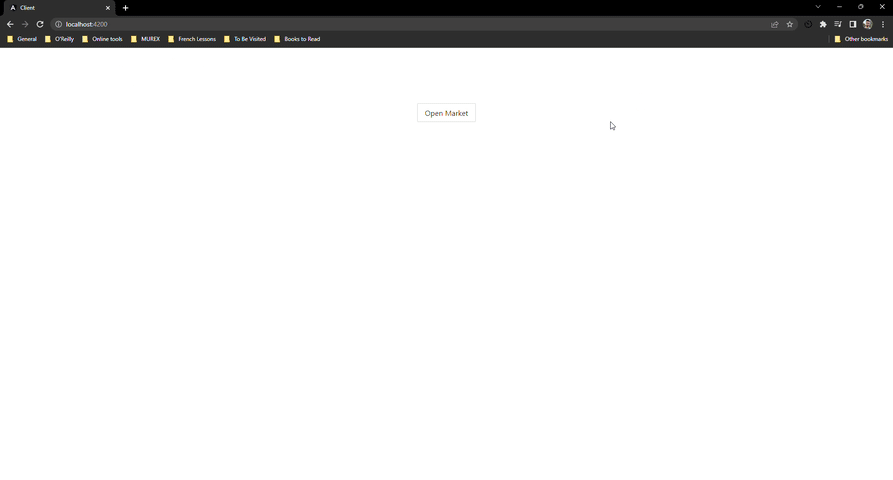 Client
localhost:4200
General O'Reilly Online tools MUREX French Lessons To Be Visited Books to Read Other bookmarks
Open Market